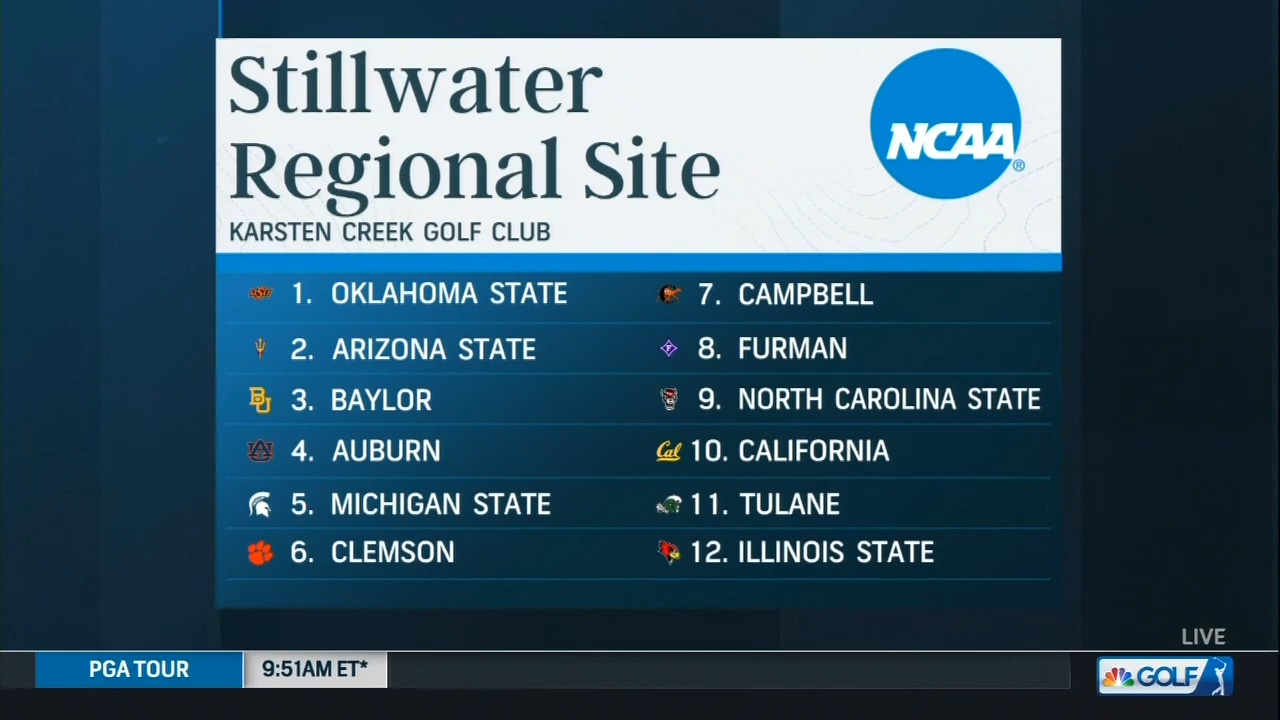 Stillwater
Regional Site
KARSTEN CREEK GOLF CLUB
NCAA®
1. OKLAHOMA STATE
2. ARIZONA STATE
3. BAYLOR
4. AUBURN
5. MICHIGAN STATE
6. CLEMSON
7. CAMPBELL
8. FURMAN
9. NORTH CAROLINA STATE
Cal 10. CALIFORNIA
11. TULANE
12. ILLINOIS STATE
LIVE
PGA TOUR 9:51AM ET*
GOLF